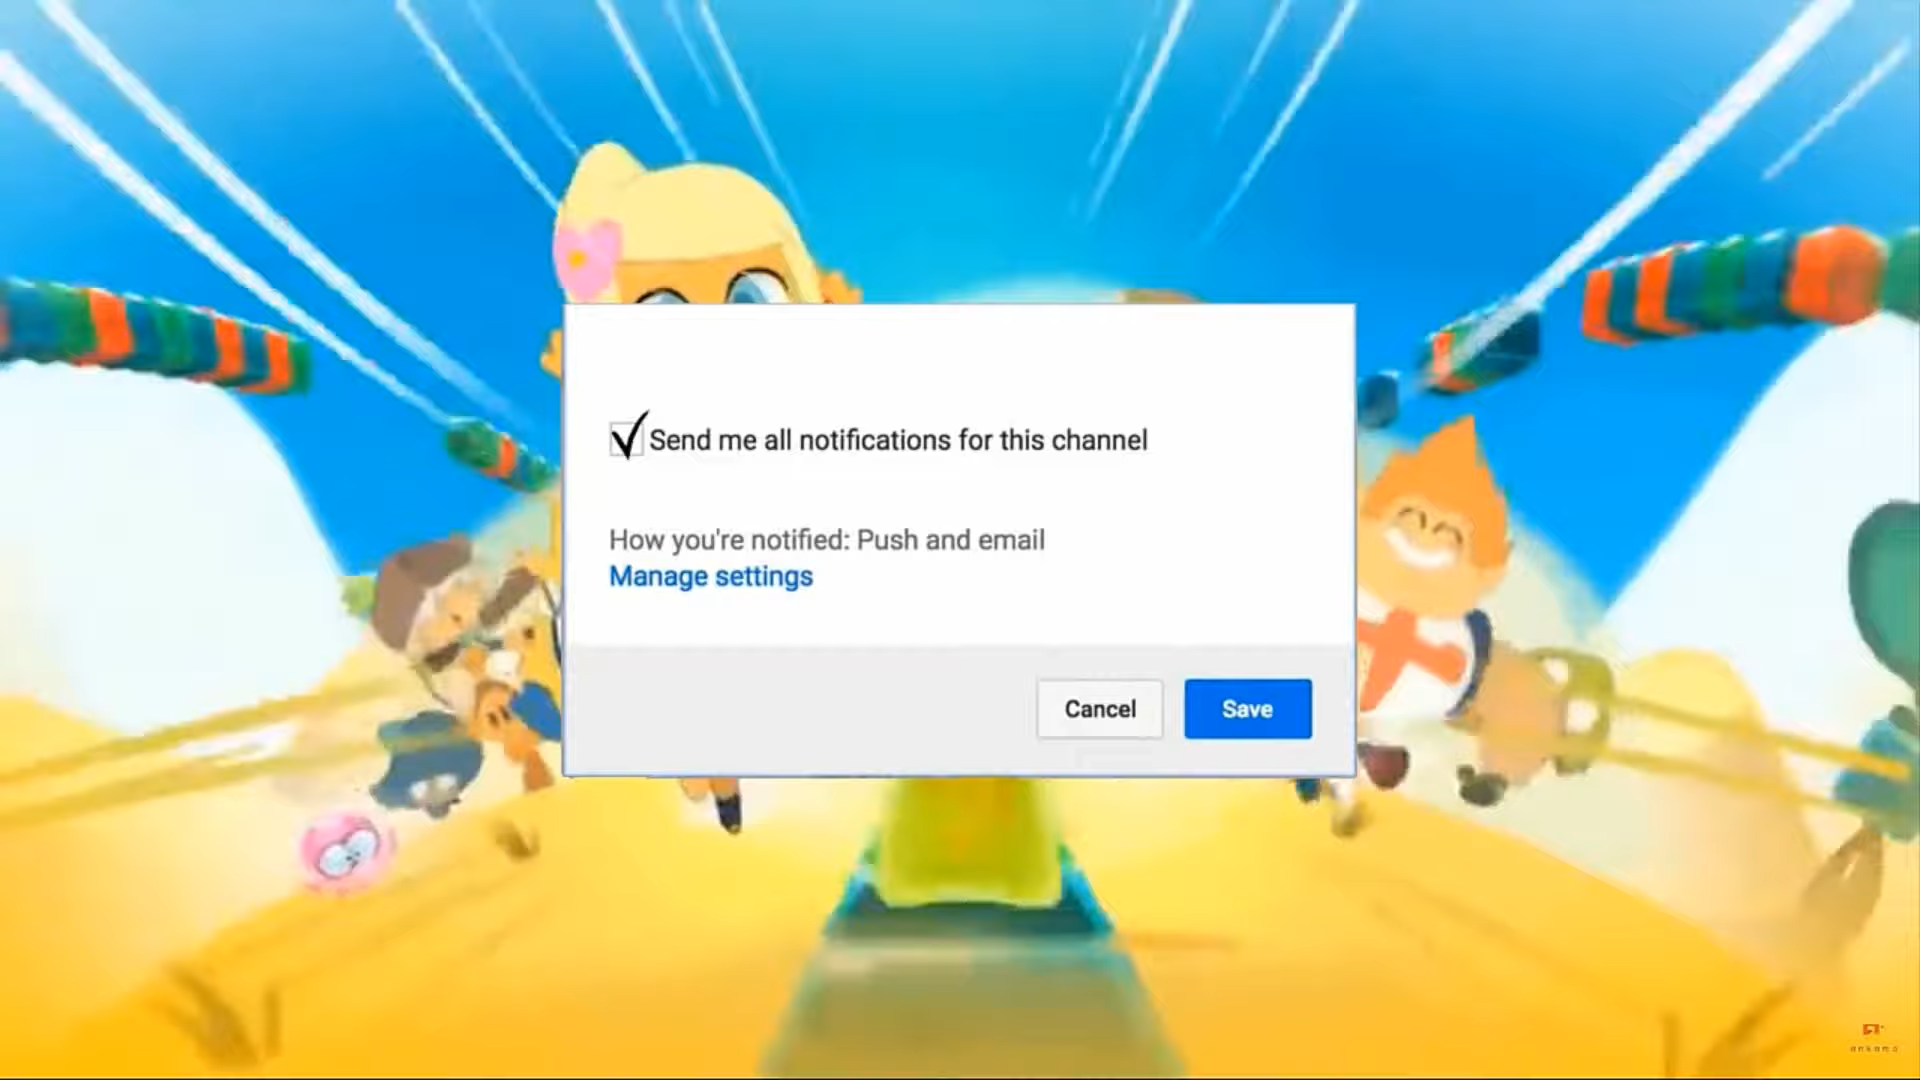 Send me all notifications for this channel
How you're notified: Push and email
Manage settings
Cancel
Save